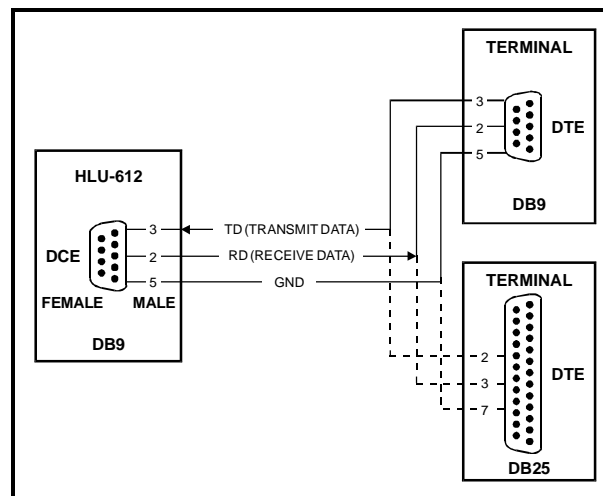 TERMINAL
3
2
5
DTE
DB9
HLU-612
3
TD (TRANSMIT DATA)
DCE
2
RD (RECEIVE DATA)
5
GND
FEMALE
MALE
DB9
TERMINAL
2
3
7
DTE
DB25